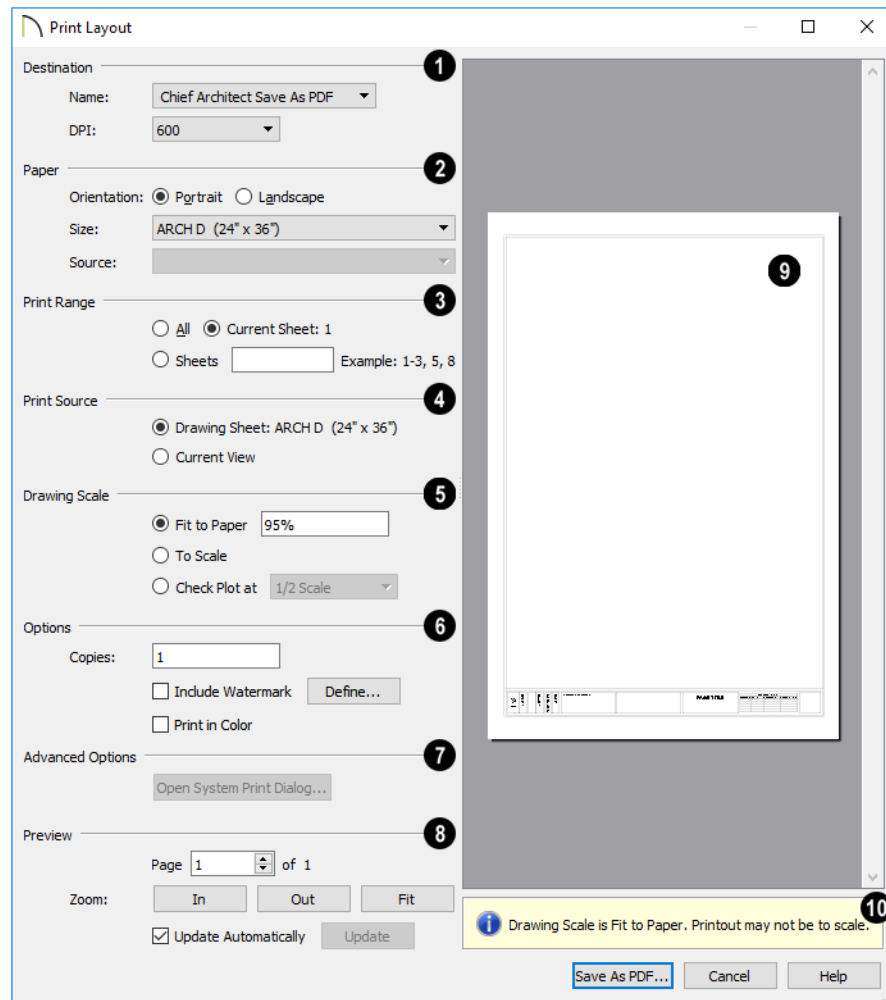 Print Layout
Destination
1
Name: Chief Architect Save As PDF
DPI: 600
Paper
2
Orientation: Portrait Landscape
Size: ARCH D (24" x 36")
Source:
Print Range
3
All Current Sheet: 1
Sheets Example: 1-3, 5, 8
Print Source
4
Drawing Sheet: ARCH D (24" x 36")
Current View
Drawing Scale
5
Fit to Paper 95%
To Scale
Check Plot at 1/2 Scale
Options
6
Copies: 1
Include Watermark Define...
Print in Color
Advanced Options
7
Open System Print Dialog...
Preview
8
Page 1 of 1
Zoom: In Out Fit
Update Automatically Update
9
10
Drawing Scale is Fit to Paper. Printout may not be to scale.
Save As PDF... Cancel Help